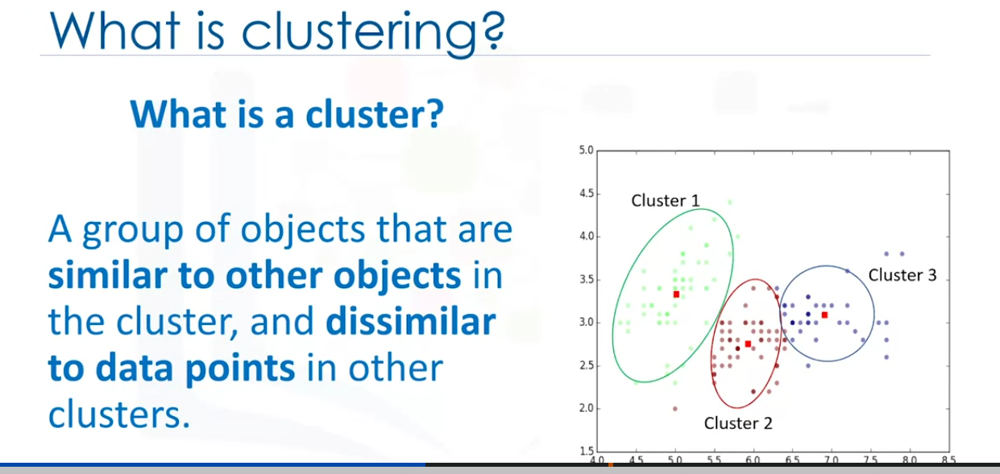 What is clustering?
What is a cluster?
A group of objects that are
similar to other objects in
the cluster, and dissimilar
to data points in other
clusters.
5.0
4.5
4.0
3.5
3.0
2.5
2.0
1.5
Cluster 1
Cluster 2
Cluster 3
4.0 4.5 5.0 5.5 6.0 6.5 7.0 7.5 8.0 8.5